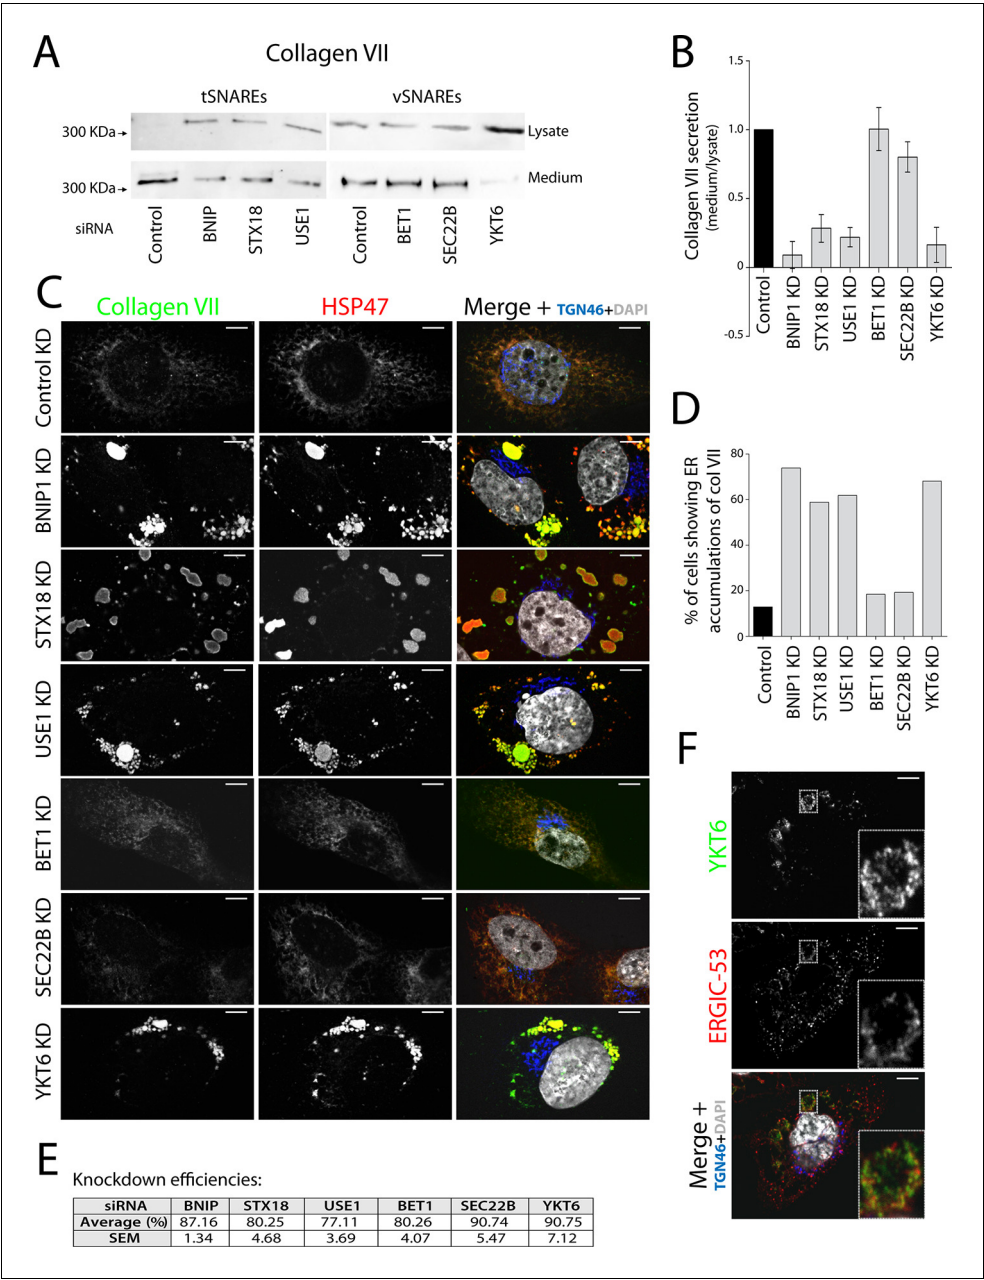 A
Collagen VII
tSNAREs
vSNAREs
300 KDa
Lysate
300 KDa
Medium
siRNA
Control
BNIP
STX18
USE1
Control
BET1
SEC22B
YKT6
B
Collagen VII secretion
(medium/lysate)
1.5
1.0
0.5
0
-0.5
Control
BNIP1 KD
STX18 KD
USE1 KD
BET1 KD
SEC22B KD
YKT6 KD
C
Collagen VII
HSP47
Merge + TGN46+DAPI
Control KD
BNIP1 KD
STX18 KD
USE1 KD
BET1 KD
SEC22B KD
YKT6 KD
D
% of cells showing ER
accumulations of col VII
80
60
40
20
0
Control
BNIP1 KD
STX18 KD
USE1 KD
BET1 KD
SEC22B KD
YKT6 KD
E
Knockdown efficiencies:
siRNA BNIP STX18 USE1 BET1 SEC22B YKT6
Average (%) 87.16 80.25 77.11 80.26 90.74 90.75
SEM 1.34 4.68 3.69 4.07 5.47 7.12
F
YKT6
ERGIC-53
Merge +
TGN46+DAPI